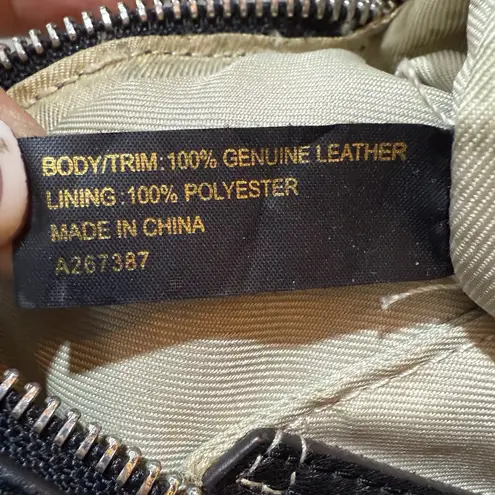 BODY/TRIM: 100% GENUINE LEATHER
LINING :100% POLYESTER
MADE IN CHINA
A267387